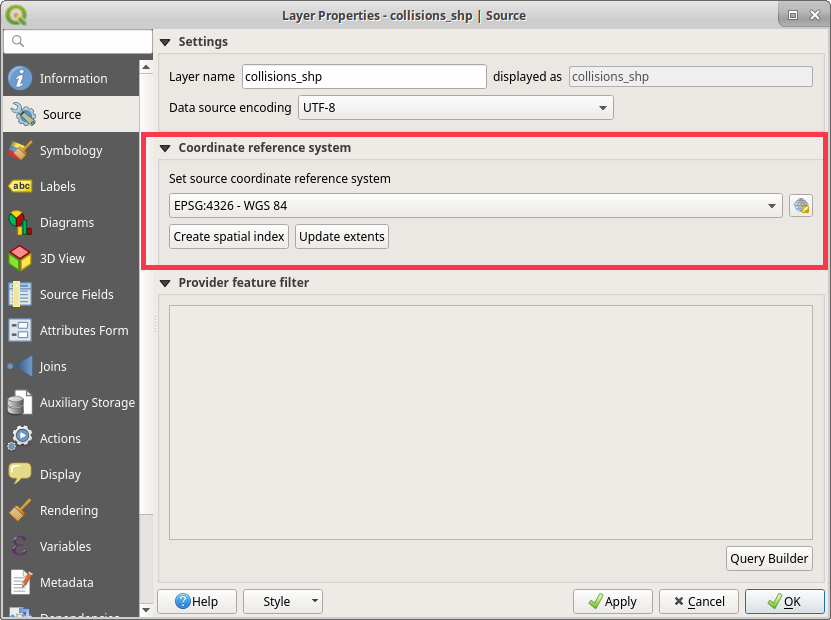 Layer Properties - collisions_shp | Source
Settings
Information
Layer name collisions_shp displayed as collisions_shp
Source
Data source encoding UTF-8
Symbology
Coordinate reference system
Labels
abc
Set source coordinate reference system
EPSG:4326 - WGS 84
Diagrams
Create spatial index Update extents
3D View
Provider feature filter
Source Fields
Attributes Form
Joins
Auxiliary Storage
Actions
Display
Rendering
Variables
Query Builder
Metadata
Help Style Apply Cancel OK
Dependencies